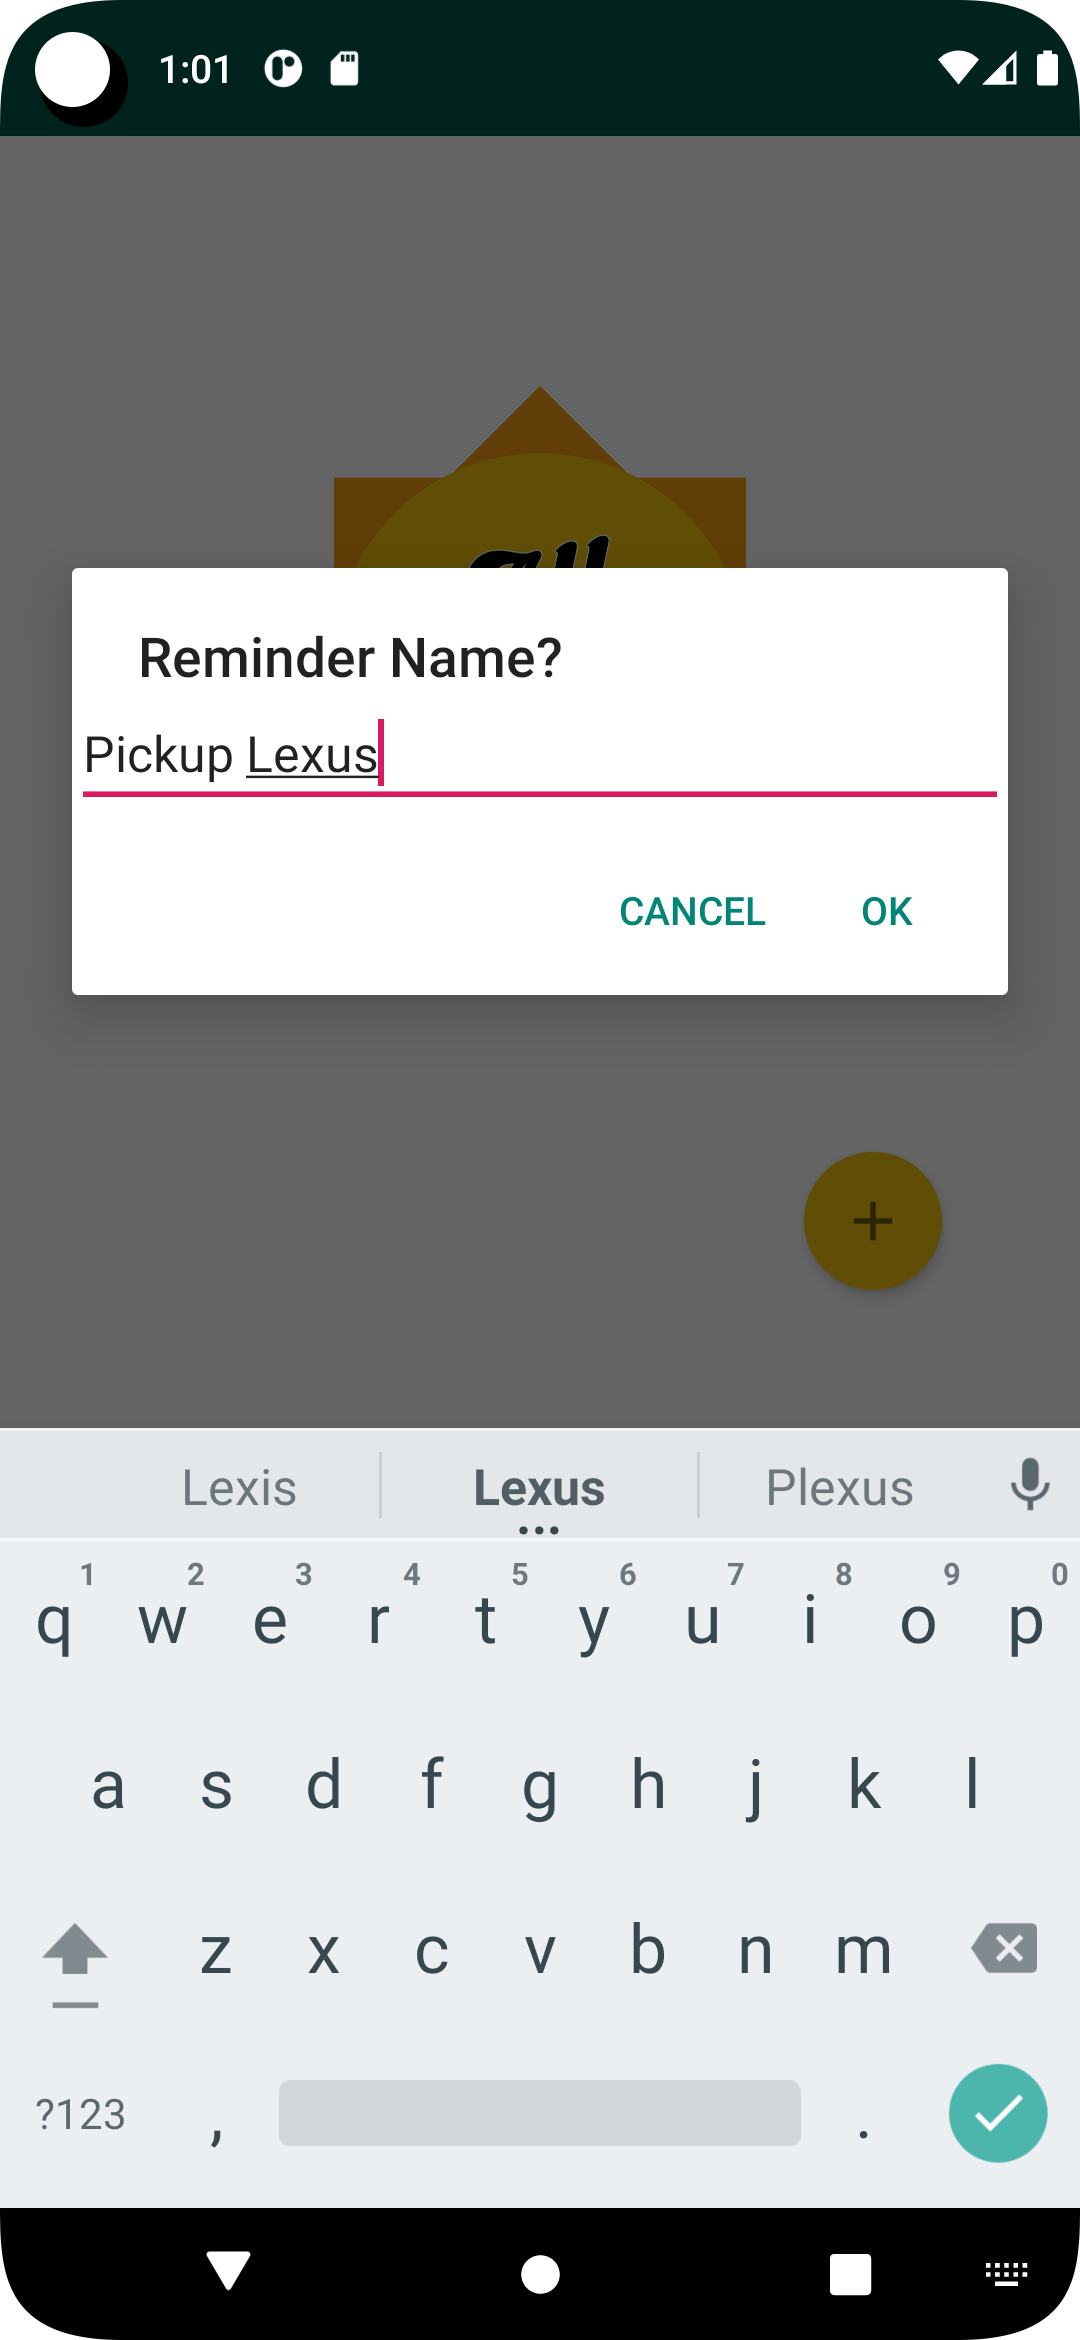 1:01
All
Reminder Name?
Pickup Lexus
CANCEL OK
+
Lexis Lexus Plexus
1 2 3 4 5 6 7 8 9 0
q w e r t y u i o p
a s d f g h j k l
z x c v b n m
?123 , .